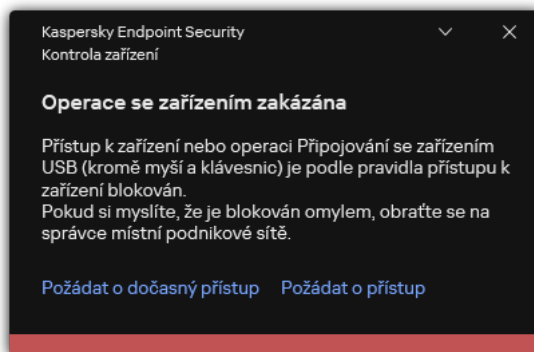 Kaspersky Endpoint Security
Kontrola zařízení
Operace se zařízením zakázána
Přístup k zařízení nebo operaci Připojování se zařízením
USB (kromě myší a klávesnic) je podle pravidla přístupu k
zařízení blokován.
Pokud si myslíte, že je blokován omylem, obraťte se na
správce místní podnikové sítě.
Požádat o dočasný přístup Požádat o přístup